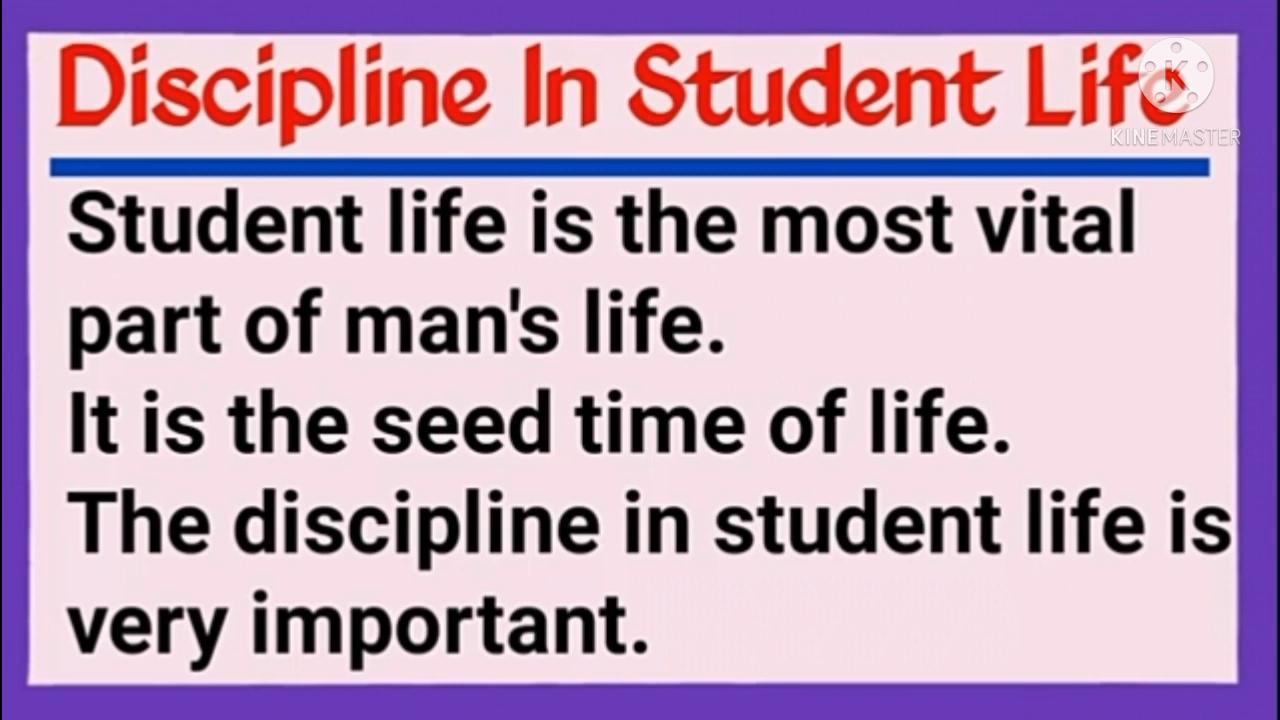 Discipline In Student Life
KINEMASTER
Student life is the most vital
part of man's life.
It is the seed time of life.
The discipline in student life is
very important.